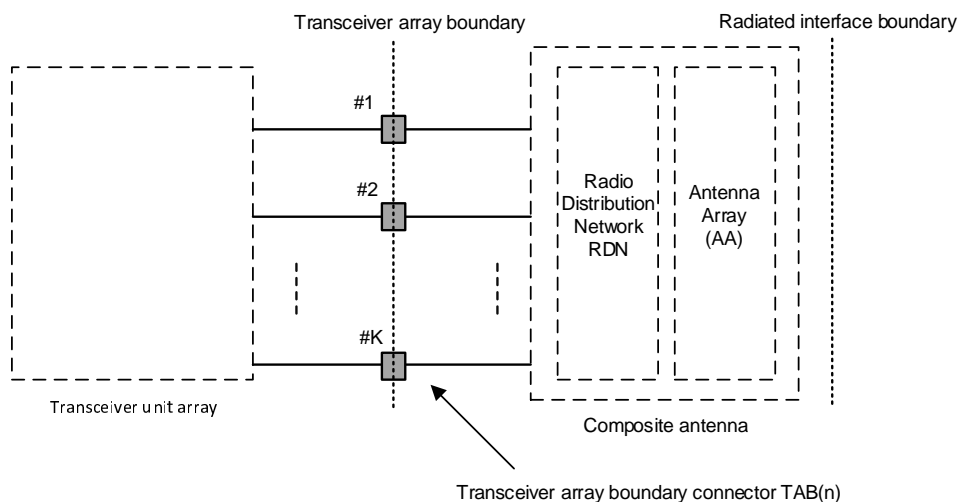 Transceiver array boundary
Radiated interface boundary
#1
#2
#K
Radio
Distribution
Network
RDN
Antenna
Array
(AA)
Transceiver unit array
Composite antenna
Transceiver array boundary connector TAB(n)